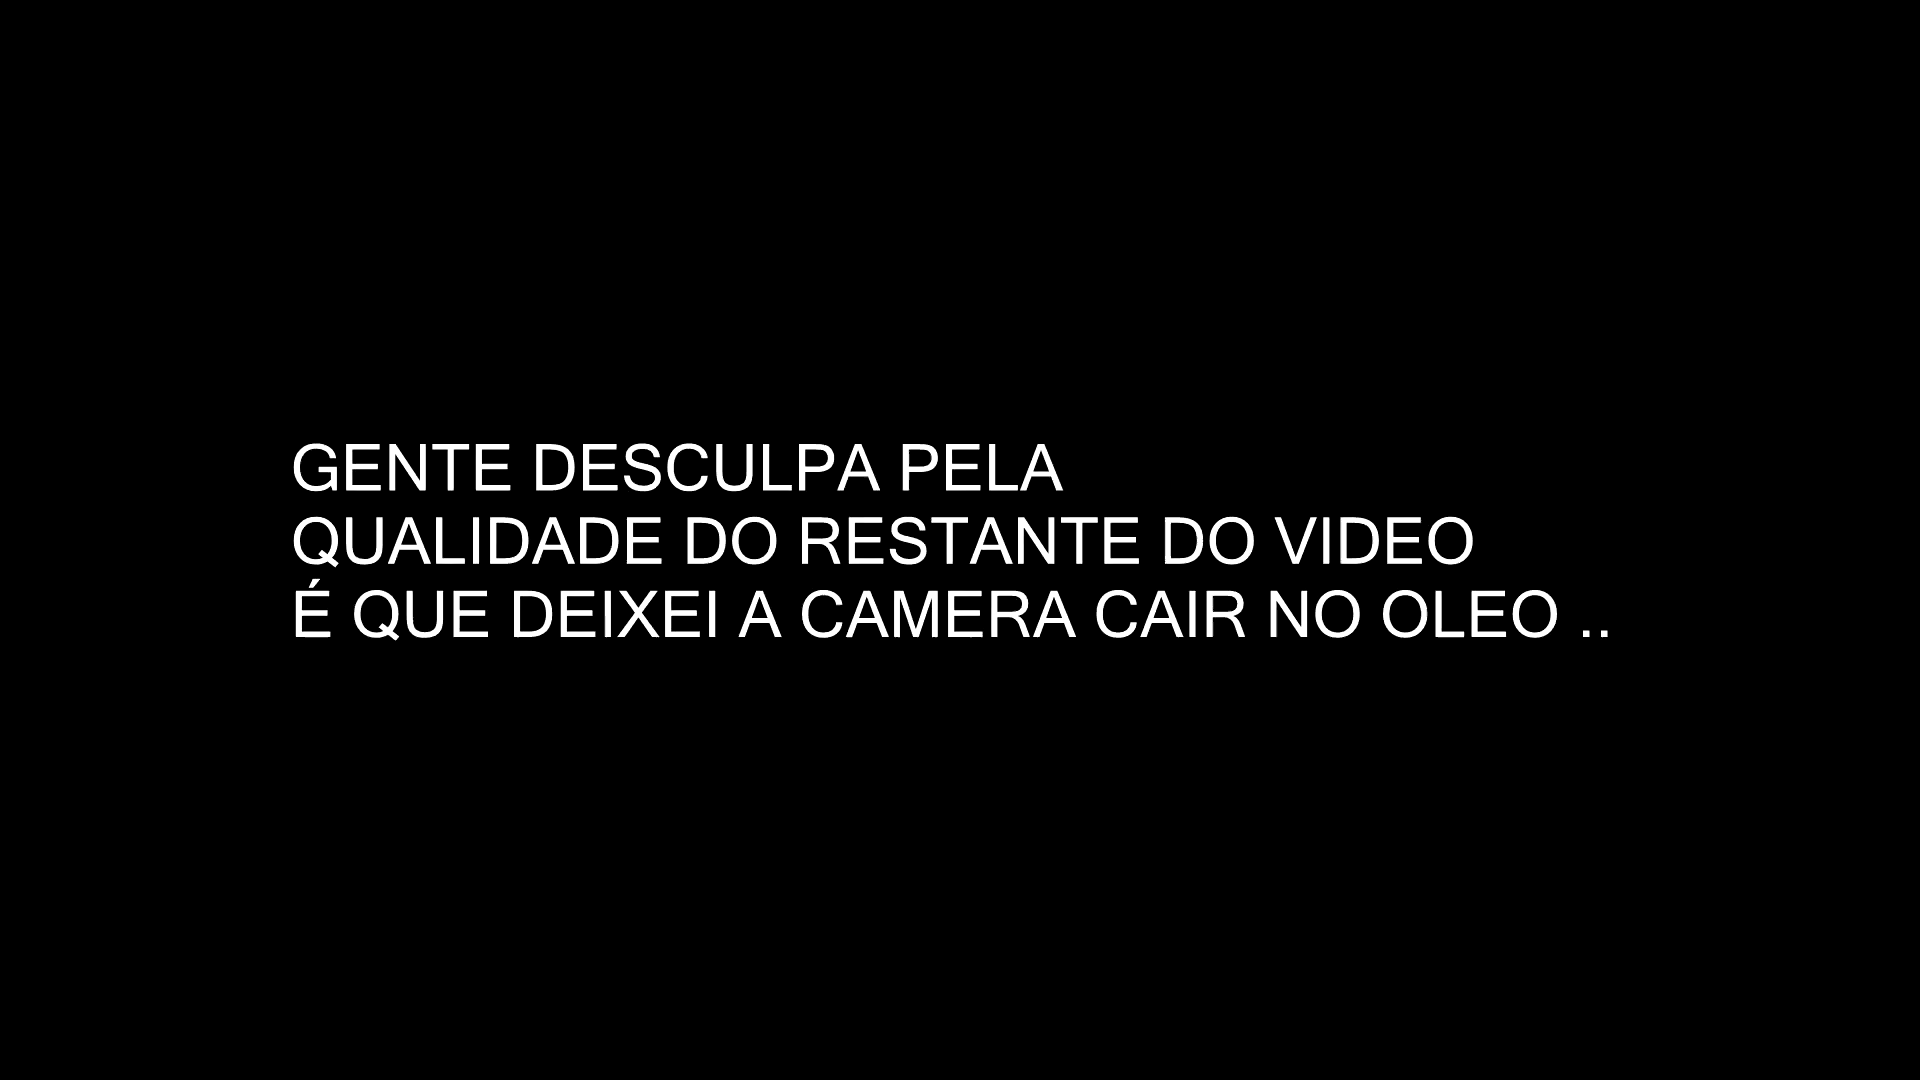 GENTE DESCULPA PELA
QUALIDADE DO RESTANTE DO VIDEO
É QUE DEIXEI A CAMERA CAIR NO OLEO ..